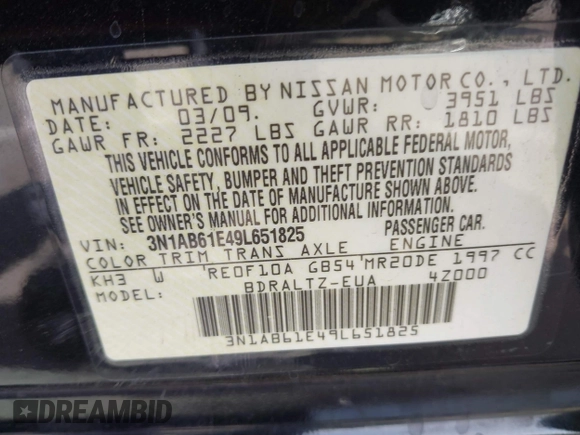 MANUFACTURED BY NISSAN MOTOR CO., LTD.
DATE: 03/09. GVWR: 3951 LBS
GAWR FR: 2227 LBS GAWR RR: 1810 LBS
THIS VEHICLE CONFORMS TO ALL APPLICABLE FEDERAL MOTOR,
VEHICLE SAFETY, BUMPER AND THEFT PREVENTION STANDARDS
IN EFFECT ON THE DATE OF MANUFACTURE SHOWN ABOVE.
SEE OWNER'S MANUAL FOR ADDITIONAL INFORMATION.
VIN: 3N1AB61E49L651825 PASSENGER CAR.
COLOR TRIM TRANS AXLE ENGINE
KH3 W 'RE0F10A GB54'MR20DE 1997 CC
MODEL: BDRALTZ-EUA 4Z000
3N1AB61E49L651825
DREAMBID